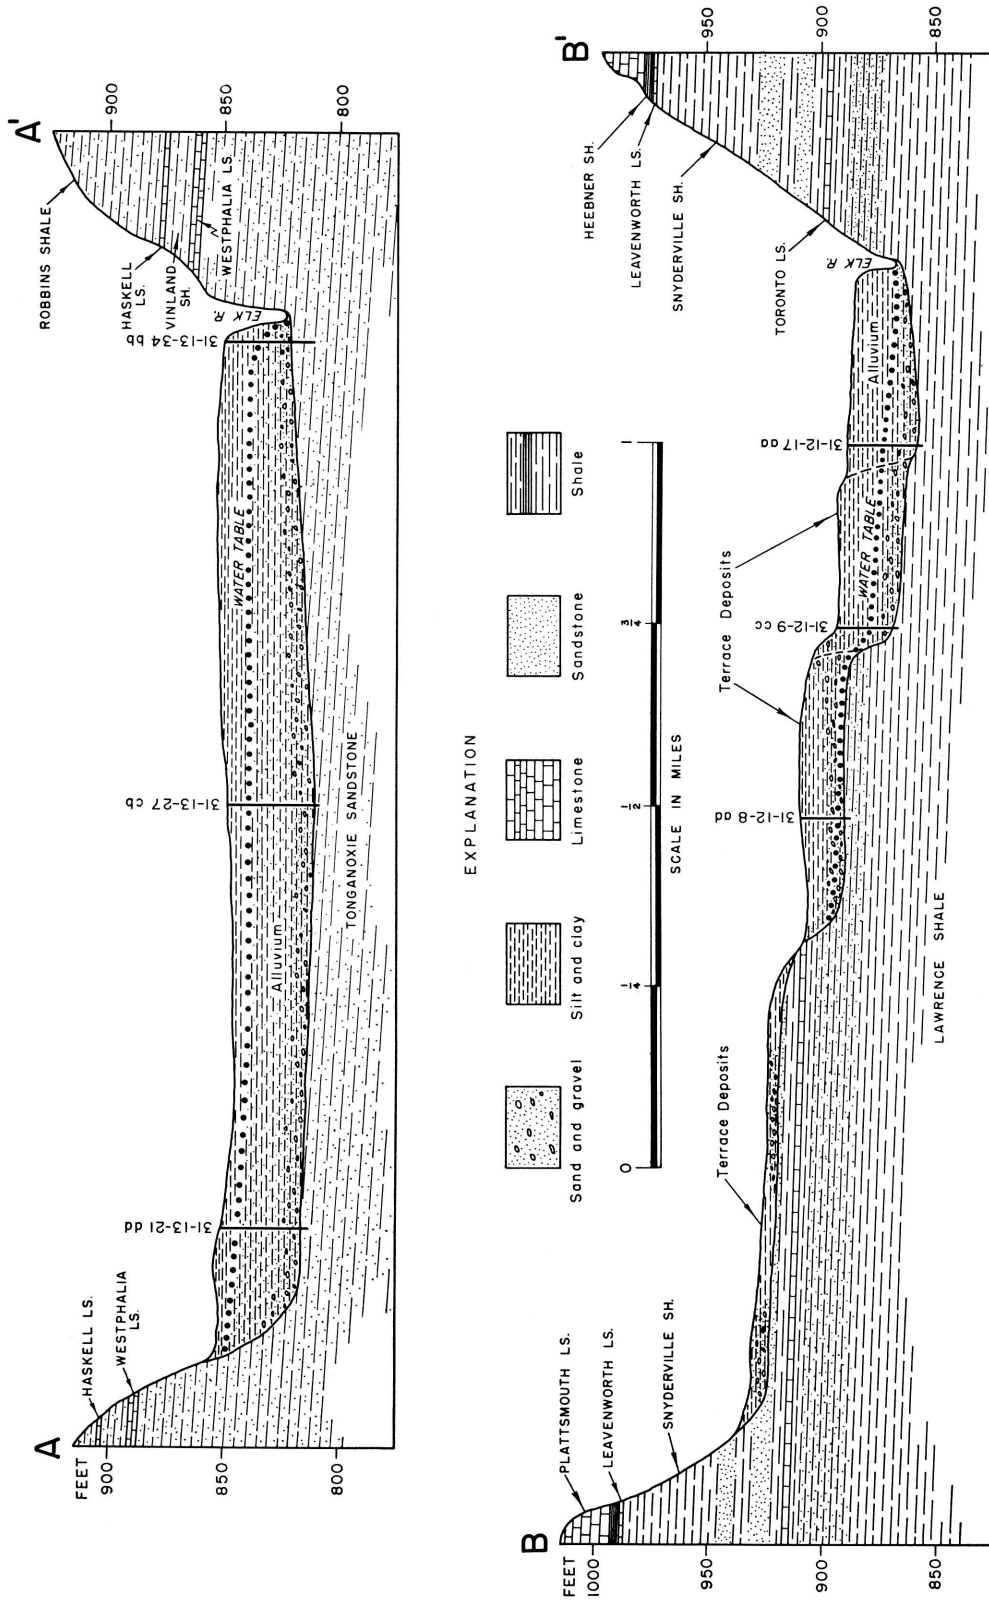 A
A'
FEET
900
850
800
HASKELL LS.
WESTPHALIA
LS.
31-13-21 dd
Alluvium
31-13-27 cb
TONGANOXIE SANDSTONE
WATER TABLE
31-13-34 bb
ELK R.
ROBBINS SHALE
HASKELL
LS.
VINLAND
SH.
WESTPHALIA LS.
900
850
800
EXPLANATION
Sand and gravel
Silt and clay
Limestone
Sandstone
Shale
0
1/4
1/2
3/4
1
SCALE IN MILES
B
B'
FEET
1000
950
900
850
PLATTSMOUTH LS.
LEAVENWORTH LS.
SNYDERVILLE SH.
Terrace Deposits
LAWRENCE SHALE
31-12-8 ad
Terrace Deposits
31-12-9 cc
WATER TABLE
31-12-17 aa
Alluvium
ELK R.
HEEBNER SH.
LEAVENWORTH LS.
SNYDERVILLE SH.
TORONTO LS.
950
900
850